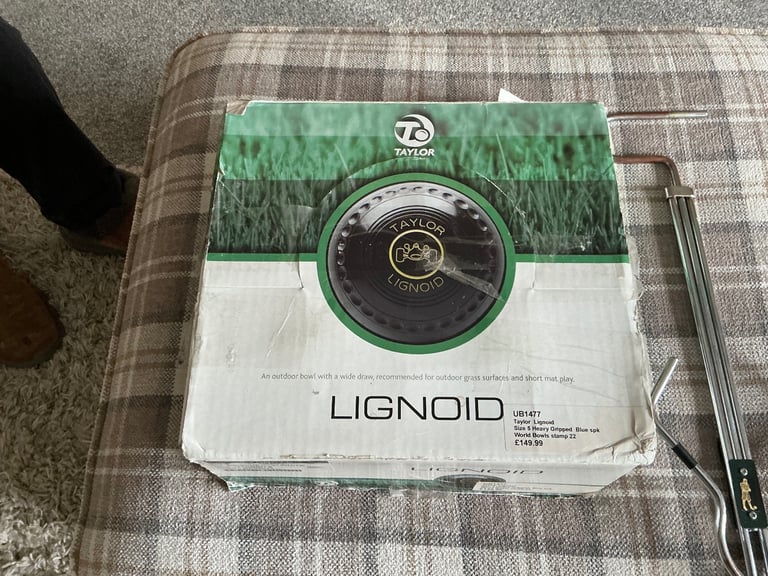 TAYLOR
TAYLOR
LIGNOID
An outdoor bowl with a wide draw, recommended for outdoor grass surfaces and short mat play.
LIGNOID
UB1477
Taylor Lignoid
Size 5 Heavy Gripped Blue spk
World Bowls stamp 22
£149.99
LIGNOID